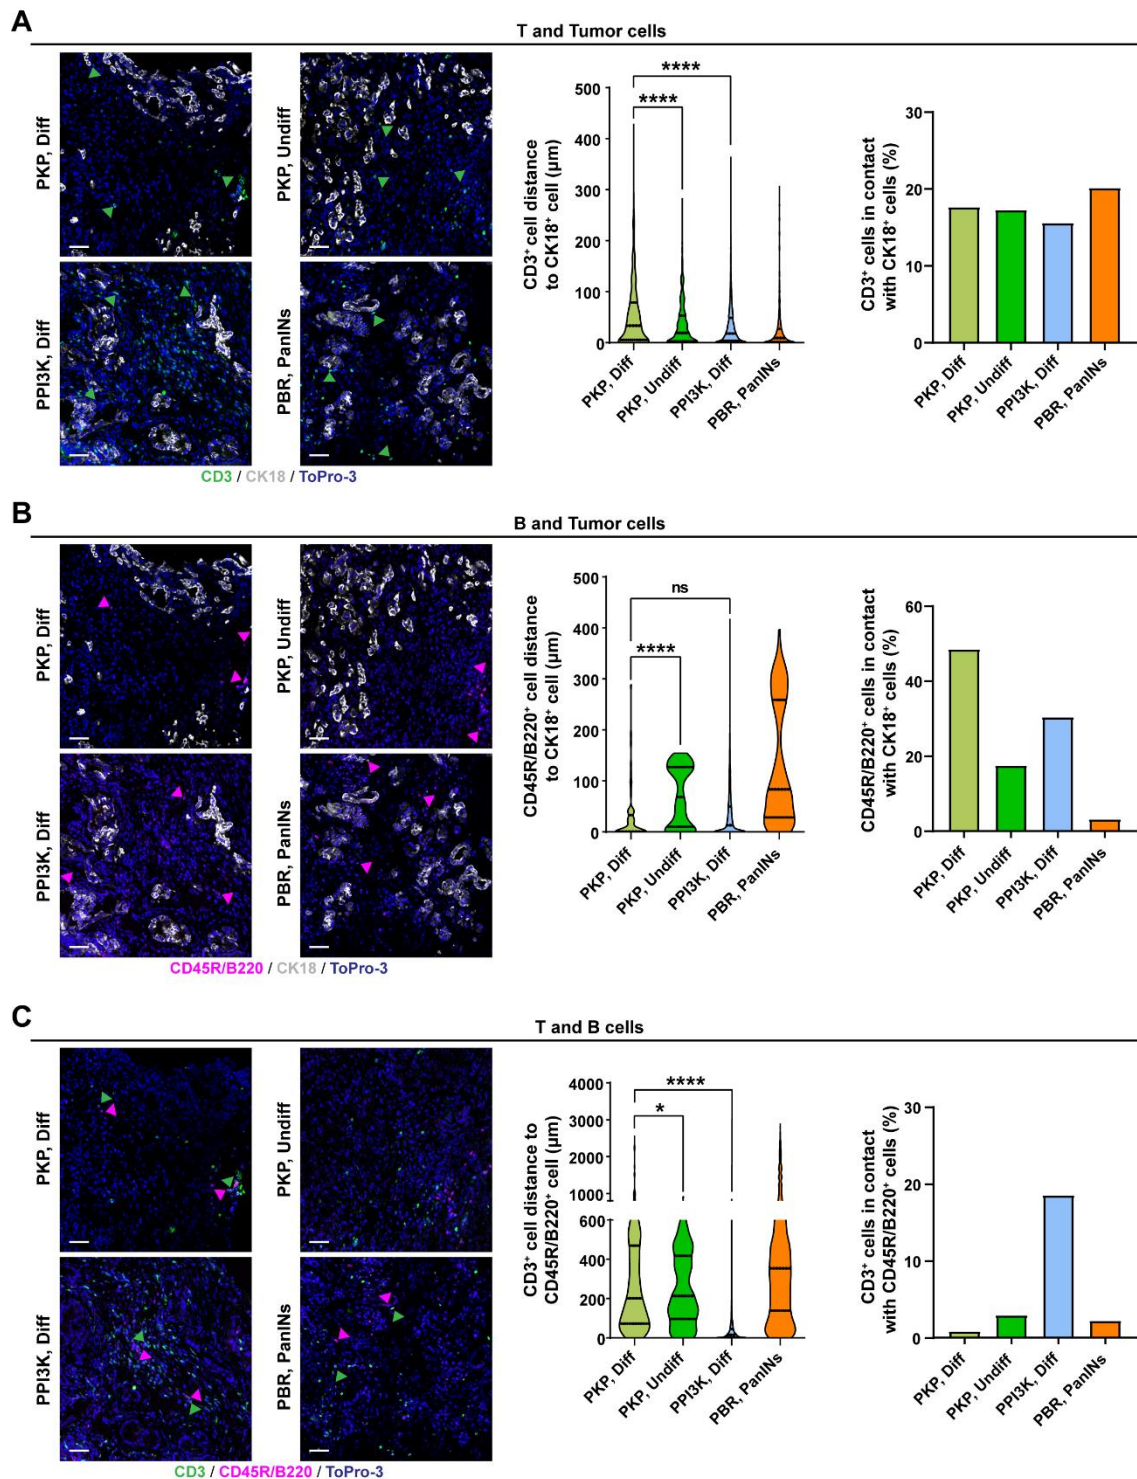 A
T and Tumor cells
PKP, Diff
PKP, Undiff
PPI3K, Diff
PBR, PanINs
CD3 / CK18 / ToPro-3
CD3⁺ cell distance
to CK18⁺ cell (µm)
500
400
300
200
100
0
****
****
PKP, Diff
PKP, Undiff
PPI3K, Diff
PBR, PanINs
CD3⁺ cells in contact
with CK18⁺ cells (%)
30
20
10
0
PKP, Diff
PKP, Undiff
PPI3K, Diff
PBR, PanINs
B
B and Tumor cells
PKP, Diff
PKP, Undiff
PPI3K, Diff
PBR, PanINs
CD45R/B220 / CK18 / ToPro-3
CD45R/B220⁺ cell distance
to CK18⁺ cell (µm)
500
400
300
200
100
0
ns
****
PKP, Diff
PKP, Undiff
PPI3K, Diff
PBR, PanINs
CD45R/B220⁺ cells in contact
with CK18⁺ cells (%)
60
40
20
0
PKP, Diff
PKP, Undiff
PPI3K, Diff
PBR, PanINs
C
T and B cells
PKP, Diff
PKP, Undiff
PPI3K, Diff
PBR, PanINs
CD3 / CD45R/B220 / ToPro-3
CD3⁺ cell distance to
CD45R/B220⁺ cell (µm)
4000
3000
2000
1000
600
400
200
0
****
*
PKP, Diff
PKP, Undiff
PPI3K, Diff
PBR, PanINs
CD3⁺ cells in contact
with CD45R/B220⁺ cells (%)
30
20
10
0
PKP, Diff
PKP, Undiff
PPI3K, Diff
PBR, PanINs